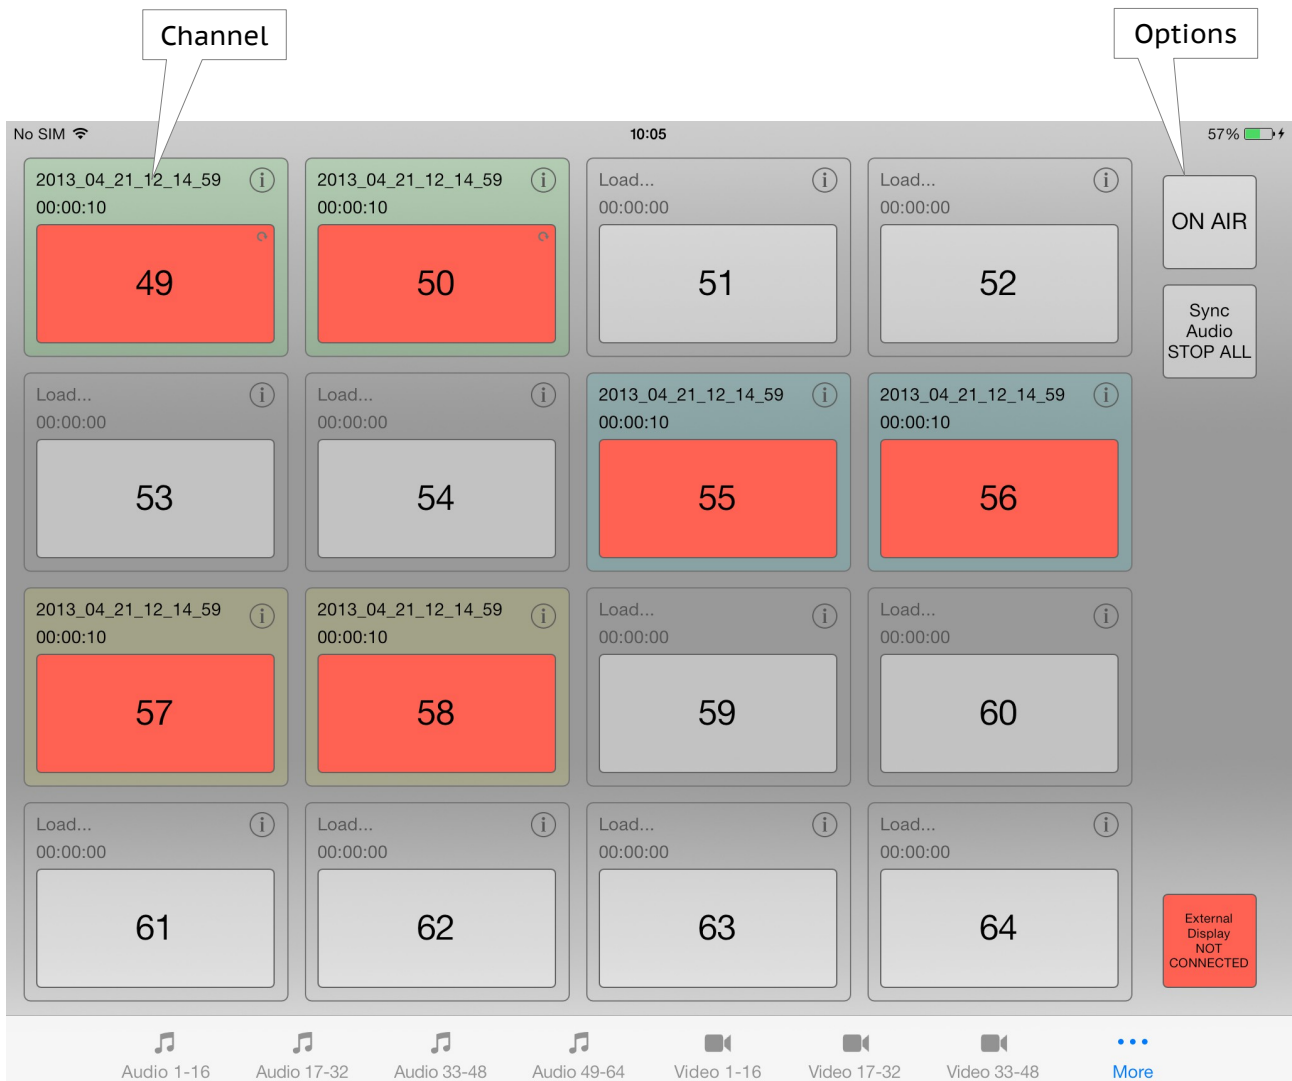 Channel
Options
No SIM
10:05
57%
2013_04_21_12_14_59
00:00:10
49
2013_04_21_12_14_59
00:00:10
50
Load...
00:00:00
51
Load...
00:00:00
52
ON AIR
Sync
Audio
STOP ALL
Load...
00:00:00
53
Load...
00:00:00
54
2013_04_21_12_14_59
00:00:10
55
2013_04_21_12_14_59
00:00:10
56
2013_04_21_12_14_59
00:00:10
57
2013_04_21_12_14_59
00:00:10
58
Load...
00:00:00
59
Load...
00:00:00
60
Load...
00:00:00
61
Load...
00:00:00
62
Load...
00:00:00
63
Load...
00:00:00
64
External
Display
NOT
CONNECTED
Audio 1-16
Audio 17-32
Audio 33-48
Audio 49-64
Video 1-16
Video 17-32
Video 33-48
More